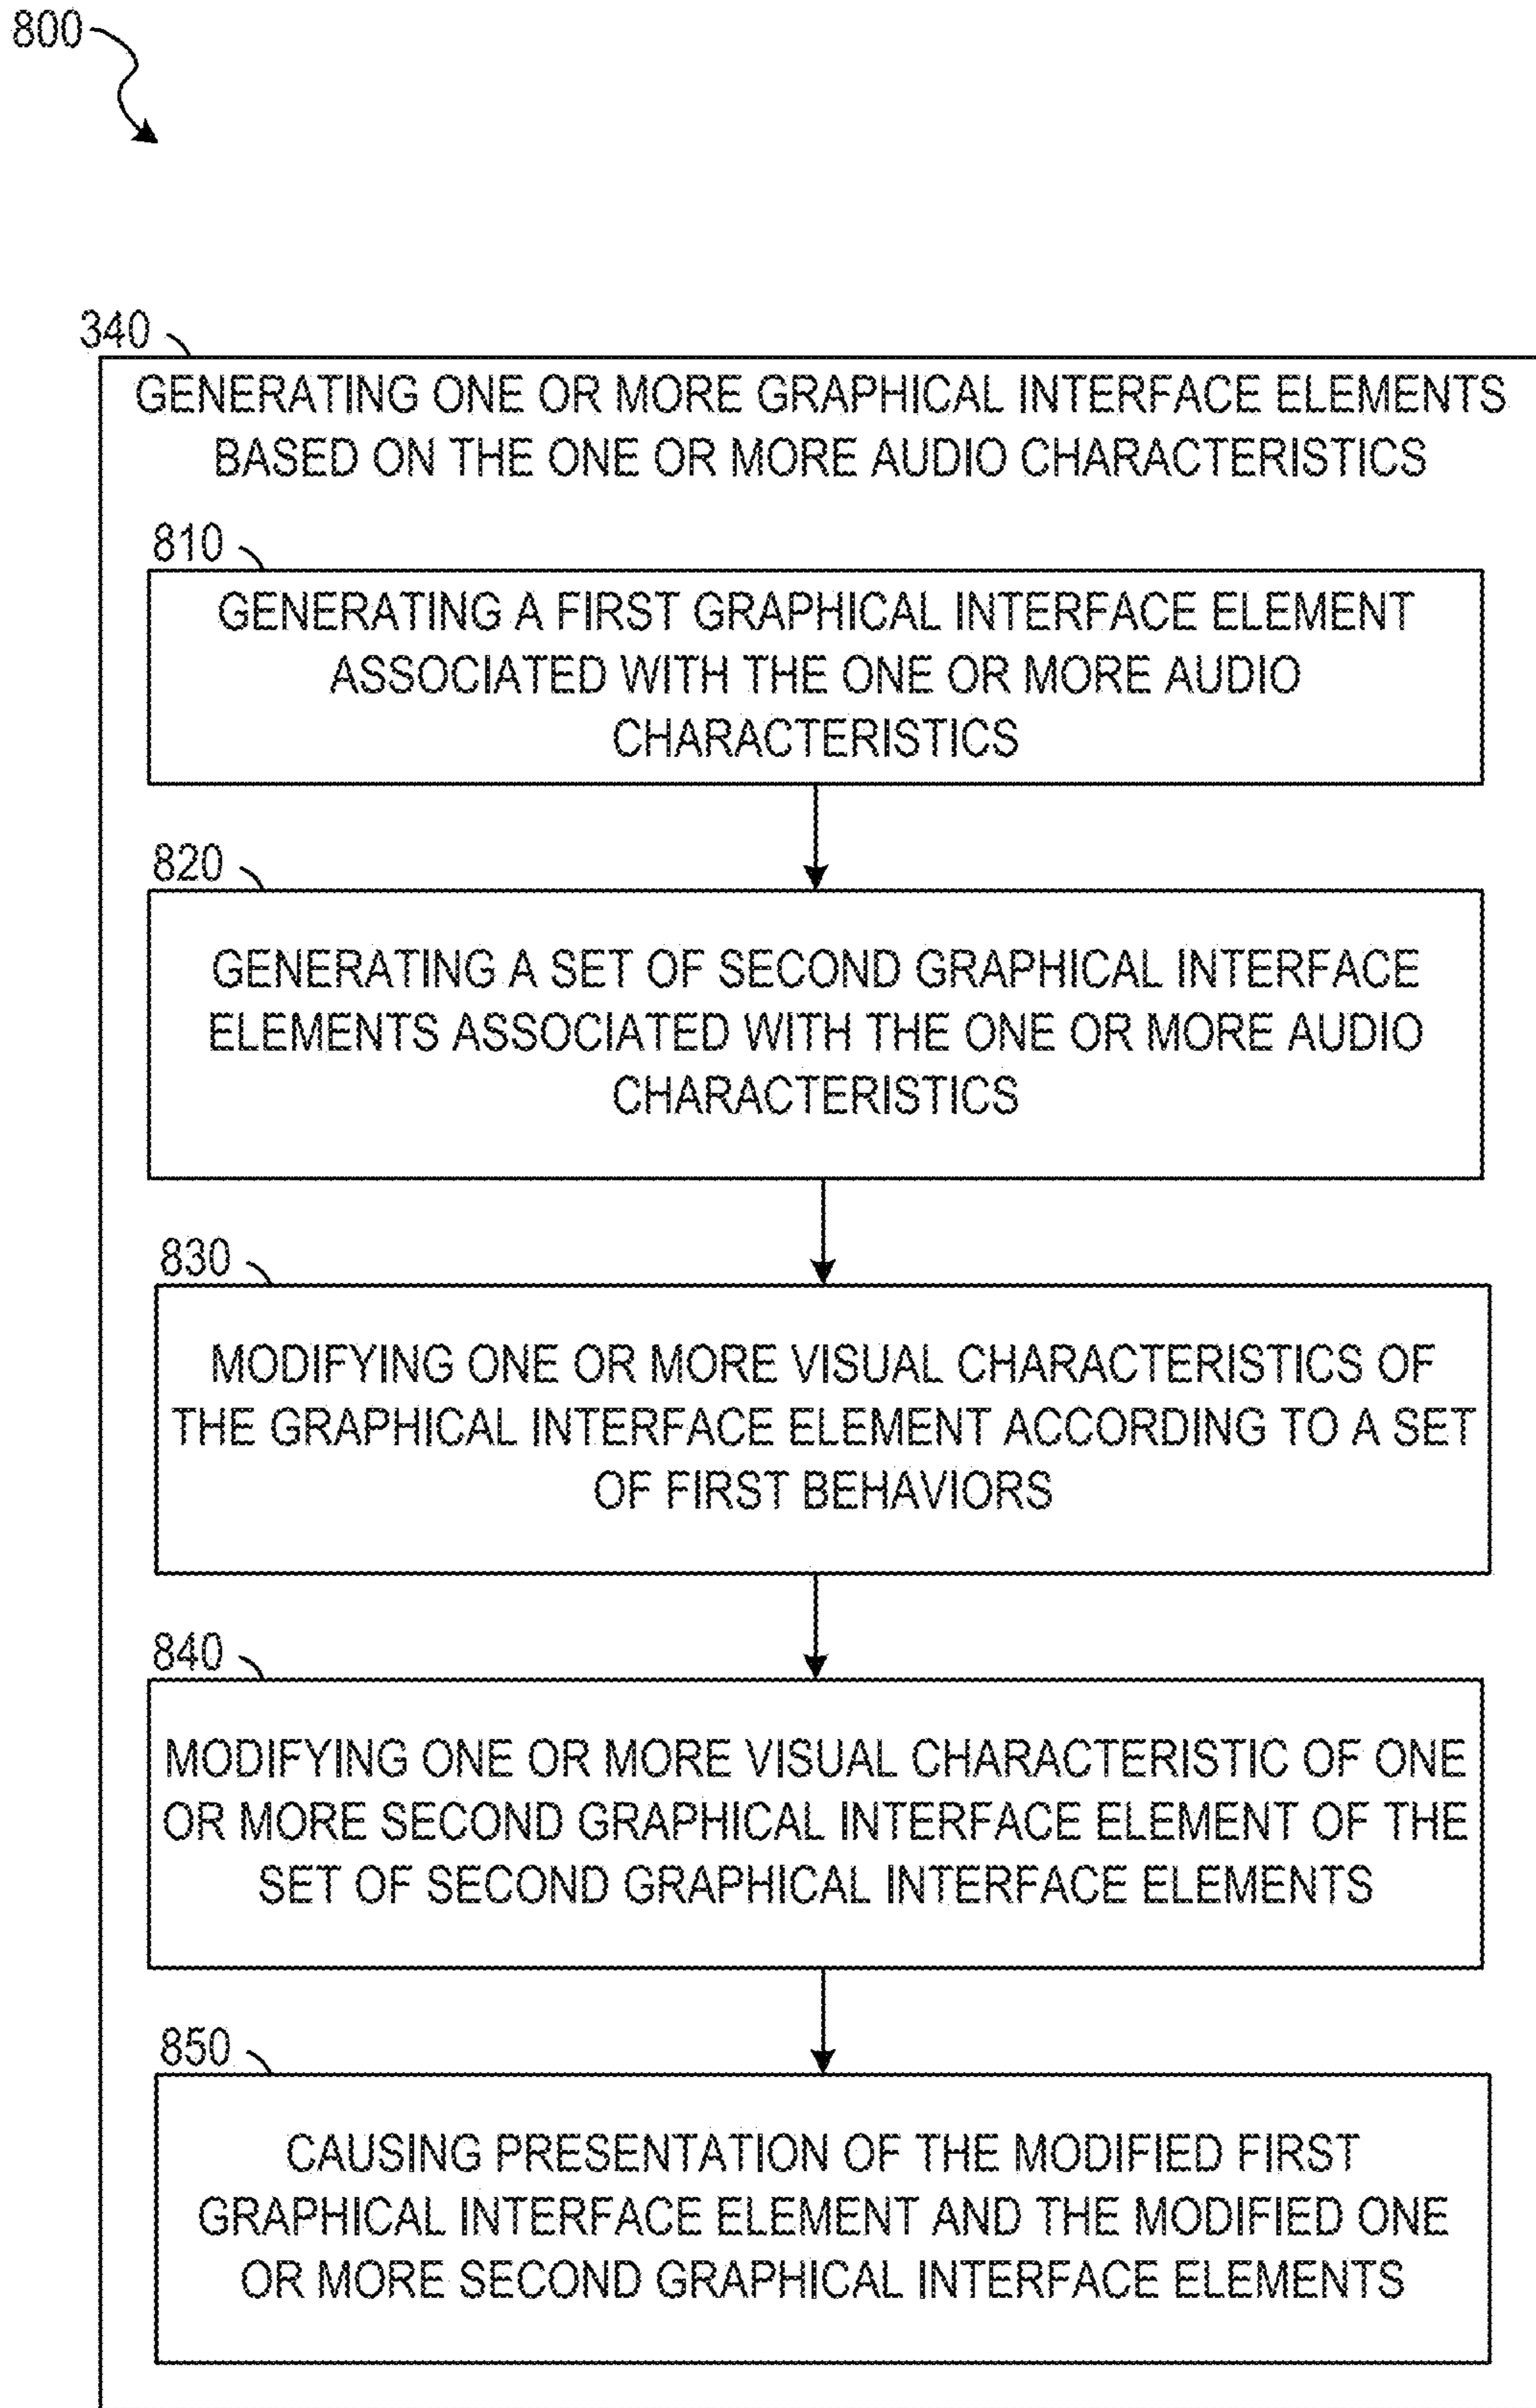 800
340
GENERATING ONE OR MORE GRAPHICAL INTERFACE ELEMENTS
BASED ON THE ONE OR MORE AUDIO CHARACTERISTICS
810
GENERATING A FIRST GRAPHICAL INTERFACE ELEMENT
ASSOCIATED WITH THE ONE OR MORE AUDIO
CHARACTERISTICS
820
GENERATING A SET OF SECOND GRAPHICAL INTERFACE
ELEMENTS ASSOCIATED WITH THE ONE OR MORE AUDIO
CHARACTERISTICS
830
MODIFYING ONE OR MORE VISUAL CHARACTERISTICS OF
THE GRAPHICAL INTERFACE ELEMENT ACCORDING TO A SET
OF FIRST BEHAVIORS
840
MODIFYING ONE OR MORE VISUAL CHARACTERISTIC OF ONE
OR MORE SECOND GRAPHICAL INTERFACE ELEMENT OF THE
SET OF SECOND GRAPHICAL INTERFACE ELEMENTS
850
CAUSING PRESENTATION OF THE MODIFIED FIRST
GRAPHICAL INTERFACE ELEMENT AND THE MODIFIED ONE
OR MORE SECOND GRAPHICAL INTERFACE ELEMENTS